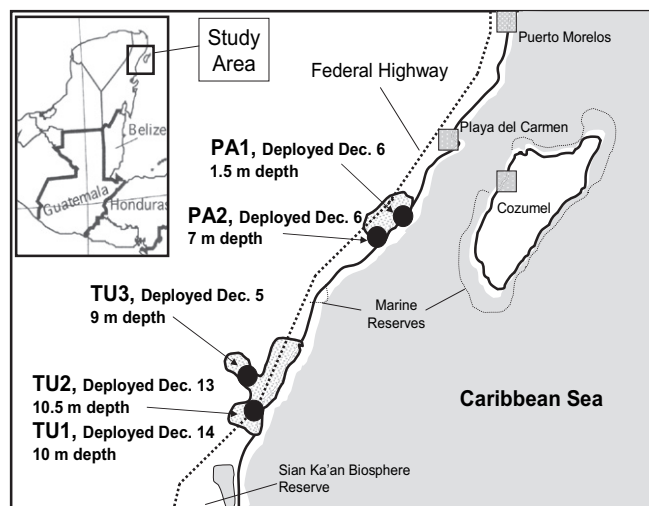 Study
Area
Belize
Guatemala
Honduras
Puerto Morelos
Federal Highway
Playa del Carmen
PA1, Deployed Dec. 6
1.5 m depth
Cozumel
PA2, Deployed Dec. 6
7 m depth
TU3, Deployed Dec. 5
9 m depth
Marine
Reserves
TU2, Deployed Dec. 13
10.5 m depth
TU1, Deployed Dec. 14
10 m depth
Caribbean Sea
Sian Ka'an Biosphere
Reserve